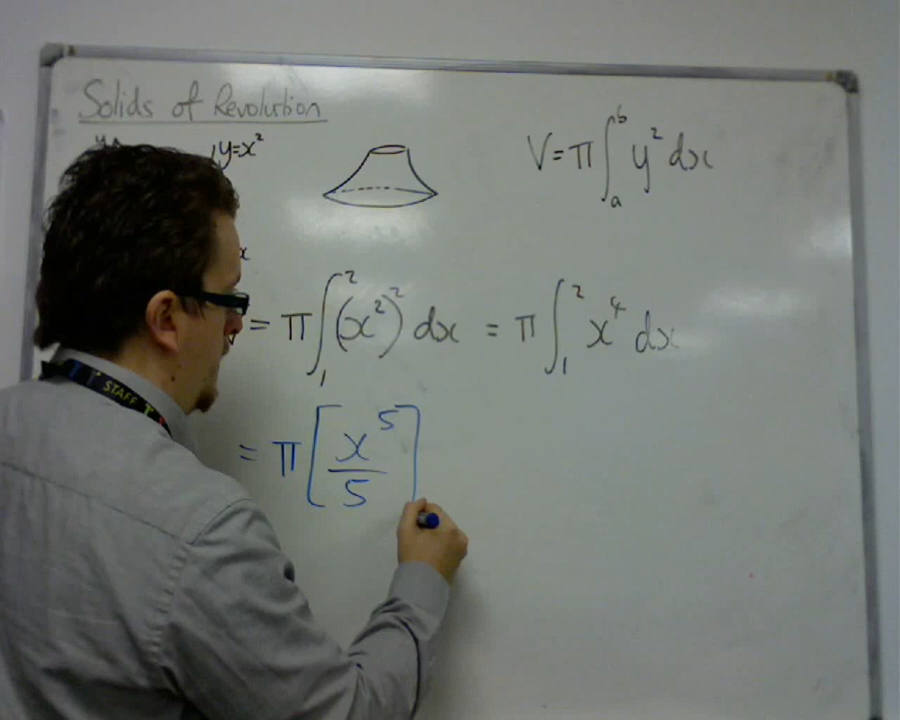 Solids of Revolution
y=x²
V=π∫ₐᵇ y² dx
x
= π∫₁² (x²)² dx = π∫₁² x⁴ dx
= π[x⁵/5]
STAFF